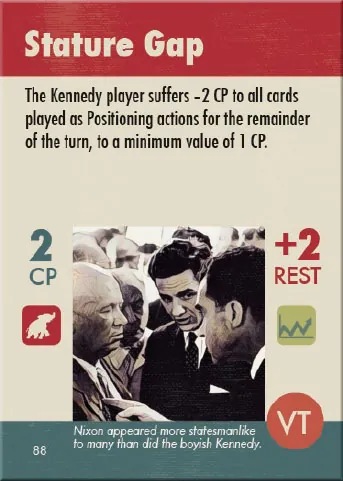 Stature Gap
The Kennedy player suffers -2 CP to all cards
played as Positioning actions for the remainder
of the turn, to a minimum value of 1 CP.
2
CP
+2
REST
VT
Nixon appeared more statesmanlike
to many than did the boyish Kennedy.
88